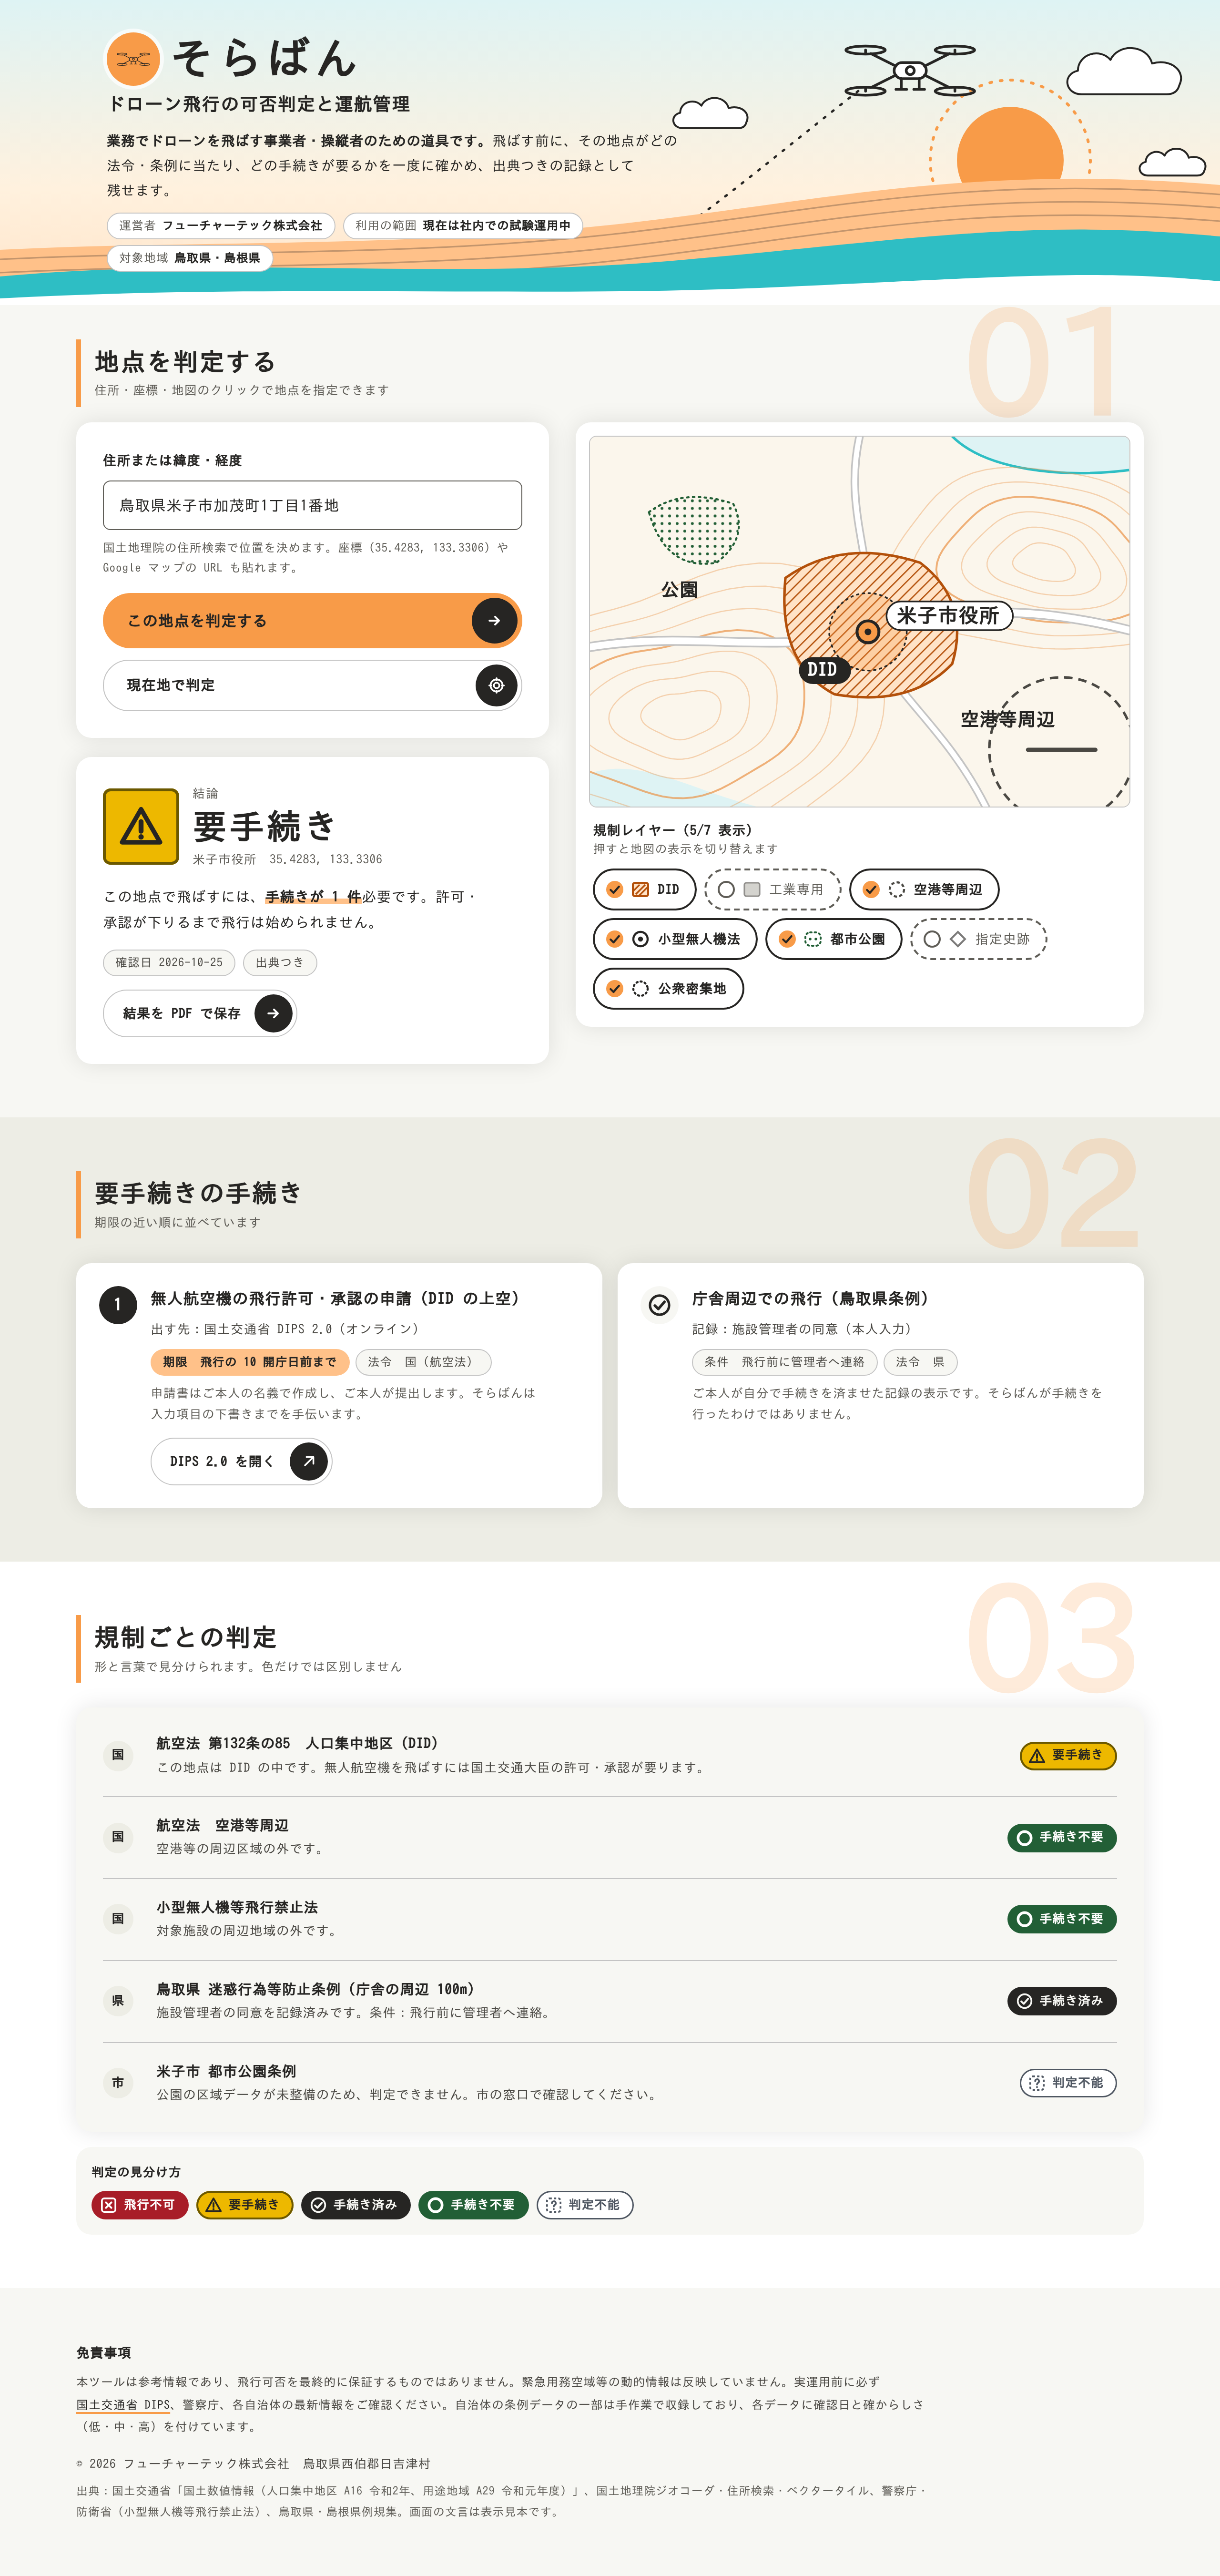 そらばん
ドローン飛行の可否判定と運航管理
業務でドローンを飛ばす事業者・操縦者のための道具です。飛ばす前に、その地点がどの
法令・条例に当たり、どの手続きが要るかを一度に確かめ、出典つきの記録として
残せます。
運営者 フューチャーテック株式会社
利用の範囲 現在は社内での試験運用中
対象地域 鳥取県・島根県
01
地点を判定する
住所・座標・地図のクリックで地点を指定できます
住所または緯度・経度
鳥取県米子市加茂町1丁目1番地
国土地理院の住所検索で位置を決めます。座標（35.4283, 133.3306）や
Google マップの URL も貼れます。
この地点を判定する
現在地で判定
結論
要手続き
米子市役所　35.4283, 133.3306
この地点で飛ばすには、手続きが 1 件必要です。許可・
承認が下りるまで飛行は始められません。
確認日 2026-10-25
出典つき
結果を PDF で保存
公園
米子市役所
DID
空港等周辺
規制レイヤー（5/7 表示）
押すと地図の表示を切り替えます
DID
工業専用
空港等周辺
小型無人機法
都市公園
指定史跡
公衆密集地
02
要手続きの手続き
期限の近い順に並べています
1
無人航空機の飛行許可・承認の申請（DID の上空）
出す先：国土交通省 DIPS 2.0（オンライン）
期限　飛行の 10 開庁日前まで
法令　国（航空法）
申請書はご本人の名義で作成し、ご本人が提出します。そらばんは
入力項目の下書きまでを手伝います。
DIPS 2.0 を開く
庁舎周辺での飛行（鳥取県条例）
記録：施設管理者の同意（本人入力）
条件　飛行前に管理者へ連絡
法令　県
ご本人が自分で手続きを済ませた記録の表示です。そらばんが手続きを
行ったわけではありません。
03
規制ごとの判定
形と言葉で見分けられます。色だけでは区別しません
国
航空法 第132条の85　人口集中地区（DID）
この地点は DID の中です。無人航空機を飛ばすには国土交通大臣の許可・承認が要ります。
要手続き
国
航空法　空港等周辺
空港等の周辺区域の外です。
手続き不要
国
小型無人機等飛行禁止法
対象施設の周辺地域の外です。
手続き不要
県
鳥取県 迷惑行為等防止条例（庁舎の周辺 100m）
施設管理者の同意を記録済みです。条件：飛行前に管理者へ連絡。
手続き済み
市
米子市 都市公園条例
公園の区域データが未整備のため、判定できません。市の窓口で確認してください。
判定不能
判定の見分け方
飛行不可
要手続き
手続き済み
手続き不要
判定不能
免責事項
本ツールは参考情報であり、飛行可否を最終的に保証するものではありません。緊急用務空域等の動的情報は反映していません。実運用前に必ず
国土交通省 DIPS、警察庁、各自治体の最新情報をご確認ください。自治体の条例データの一部は手作業で収録しており、各データに確認日と確からしさ
（低・中・高）を付けています。
© 2026 フューチャーテック株式会社　鳥取県西伯郡日吉津村
出典：国土交通省「国土数値情報（人口集中地区 A16 令和2年、用途地域 A29 令和元年度）」、国土地理院ジオコーダ・住所検索・ベクタータイル、警察庁・
防衛省（小型無人機等飛行禁止法）、鳥取県・島根県例規集。画面の文言は表示見本です。